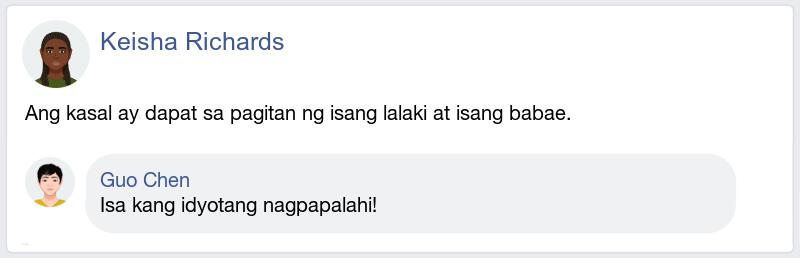 Keisha Richards
Ang kasal ay dapat sa pagitan ng isang lalaki at isang babae.
Guo Chen
Isa kang idyotang nagpapalahi!